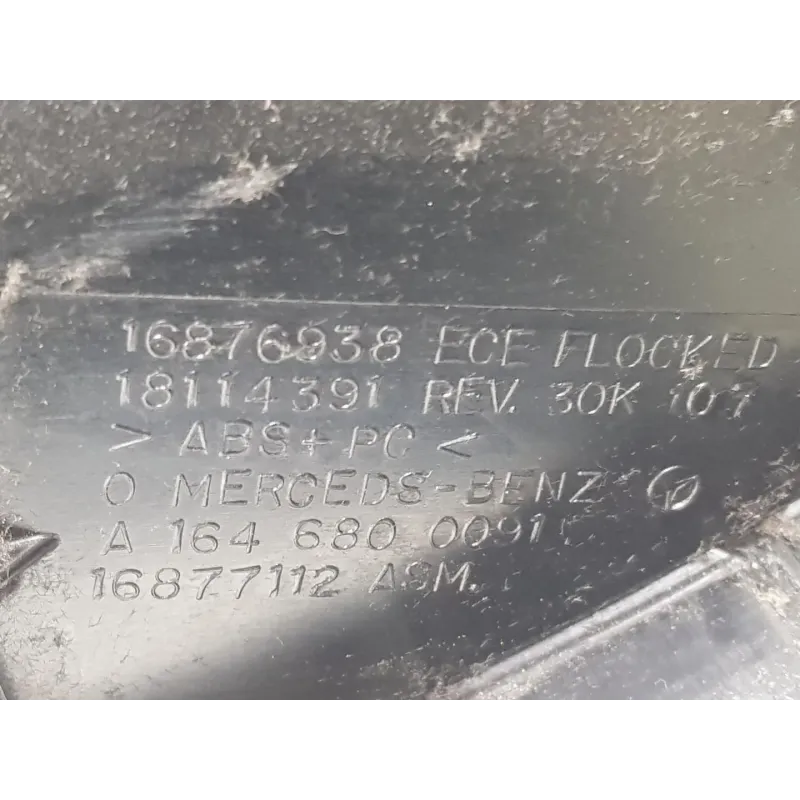 16876938 ECE FLOCKED
18114391 REV. 30K 107
> ABS+PC <
O MERCEDS-BENZ
A 164 680 0091
16877112 ASM.